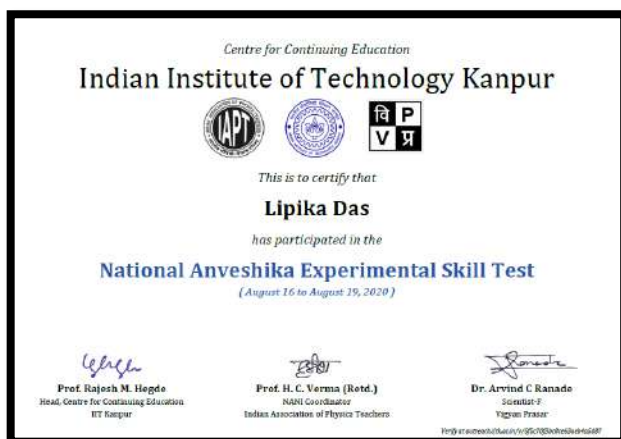 Centre for Continuing Education
Indian Institute of Technology Kanpur
IAPT
वि P
V प्र
This is to certify that
Lipika Das
has participated in the
National Anveshika Experimental Skill Test
( August 16 to August 19, 2020 )
Prof. Rajesh M. Hegde
Head, Centre for Continuing Education
IIT Kanpur
Prof. H. C. Verma (Retd.)
NANI Coordinator
Indian Association of Physics Teachers
Dr. Arvind C Ranade
Scientist-F
Vigyan Prasar
Verify at